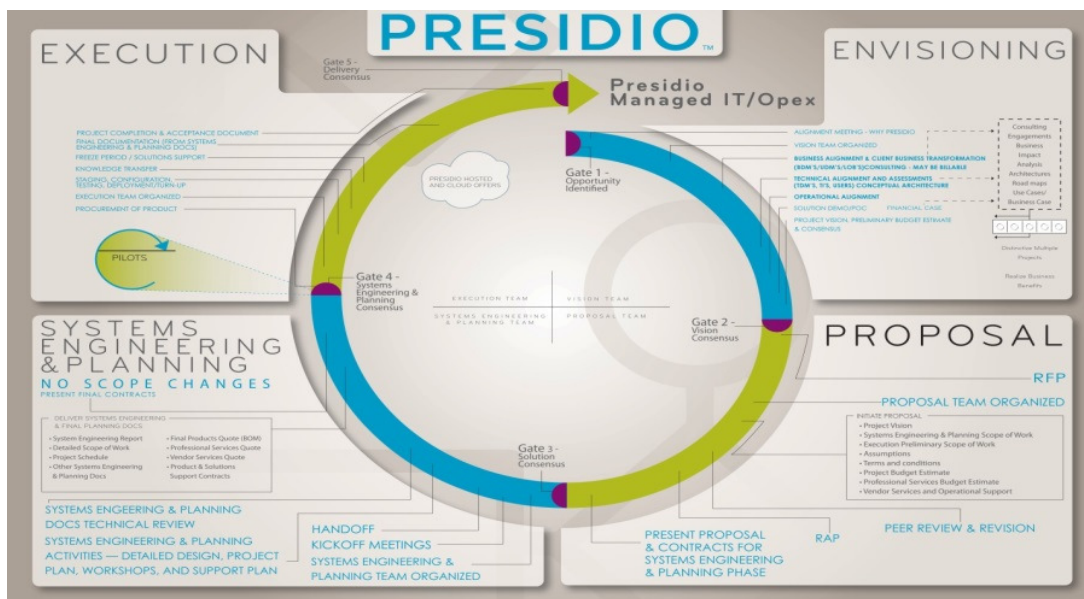 PRESIDIO™
EXECUTION
Gate 5 -
Delivery
Consensus
Presidio
Managed IT/Opex
PROJECT COMPLETION & ACCEPTANCE DOCUMENT
FINAL DOCUMENTATION (FROM SYSTEMS
ENGINEERING & PLANNING DOCS)
FREEZE PERIOD / SOLUTIONS SUPPORT
KNOWLEDGE TRANSFER
STAGING, CONFIGURATION,
TESTING, DEPLOYMENT/TURN-UP
EXECUTION TEAM ORGANIZED
PROCUREMENT OF PRODUCT
PILOTS
PRESIDIO HOSTED
AND CLOUD OFFERS
ENVISIONING
Gate 1 -
Opportunity
Identified
ALIGNMENT MEETING - WHY PRESIDIO
VISION TEAM ORGANIZED
BUSINESS ALIGNMENT & CLIENT BUSINESS TRANSFORMATION
(BDM'S/UDM'S/LOB'S)CONSULTING - MAY BE BILLABLE
TECHNICAL ALIGNMENT AND ASSESSMENTS
(TDM'S, TI'S, USERS) CONCEPTUAL ARCHITECTURE
OPERATIONAL ALIGNMENT
SOLUTION DEMO/POC FINANCIAL CASE
PROJECT VISION, PRELIMINARY BUDGET ESTIMATE
& CONSENSUS
Consulting
Engagements
Business
Impact
Analysis
Architectures
Road maps
Use Cases/
Business Case
Distinctive Multiple
Projects
Realise Business
Benefits
Gate 4 -
Systems
Engineering &
Planning
Consensus
EXECUTION TEAM
VISION TEAM
SYSTEMS ENGINEERING
& PLANNING TEAM
PROPOSAL TEAM
Gate 2 -
Vision
Consensus
SYSTEMS
ENGINEERING
&PLANNING
NO SCOPE CHANGES
PRESENT FINAL CONTRACTS
DELIVER SYSTEMS ENGINEERING
& FINAL PLANNING DOCS
• System Engineering Report
• Detailed Scope of Work
• Project Schedule
• Other Systems Engineering
& Planning Docs
• Final Products Quote (BOM)
• Professional Services Quote
• Vendor Services Quote
• Product & Solutions
Support Contracts
SYSTEMS ENGEERING & PLANNING
DOCS TECHNICAL REVIEW
SYSTEMS ENGINEERING & PLANNING
ACTIVITIES — DETAILED DESIGN, PROJECT
PLAN, WORKSHOPS, AND SUPPORT PLAN
HANDOFF
KICKOFF MEETINGS
SYSTEMS ENGINEERING &
PLANNING TEAM ORGANIZED
Gate 3 -
Solution
Consensus
PROPOSAL
RFP
PROPOSAL TEAM ORGANIZED
INITIATE PROPOSAL
• Project Vision
• Systems Engineering & Planning Scope of Work
• Execution Preliminary Scope of Work
• Assumptions
• Terms and conditions
• Project Budget Estimate
• Professional Services Budget Estimate
• Vendor Services and Operational Support
PEER REVIEW & REVISION
RAP
PRESENT PROPOSAL
& CONTRACTS FOR
SYSTEMS ENGINEERING
& PLANNING PHASE